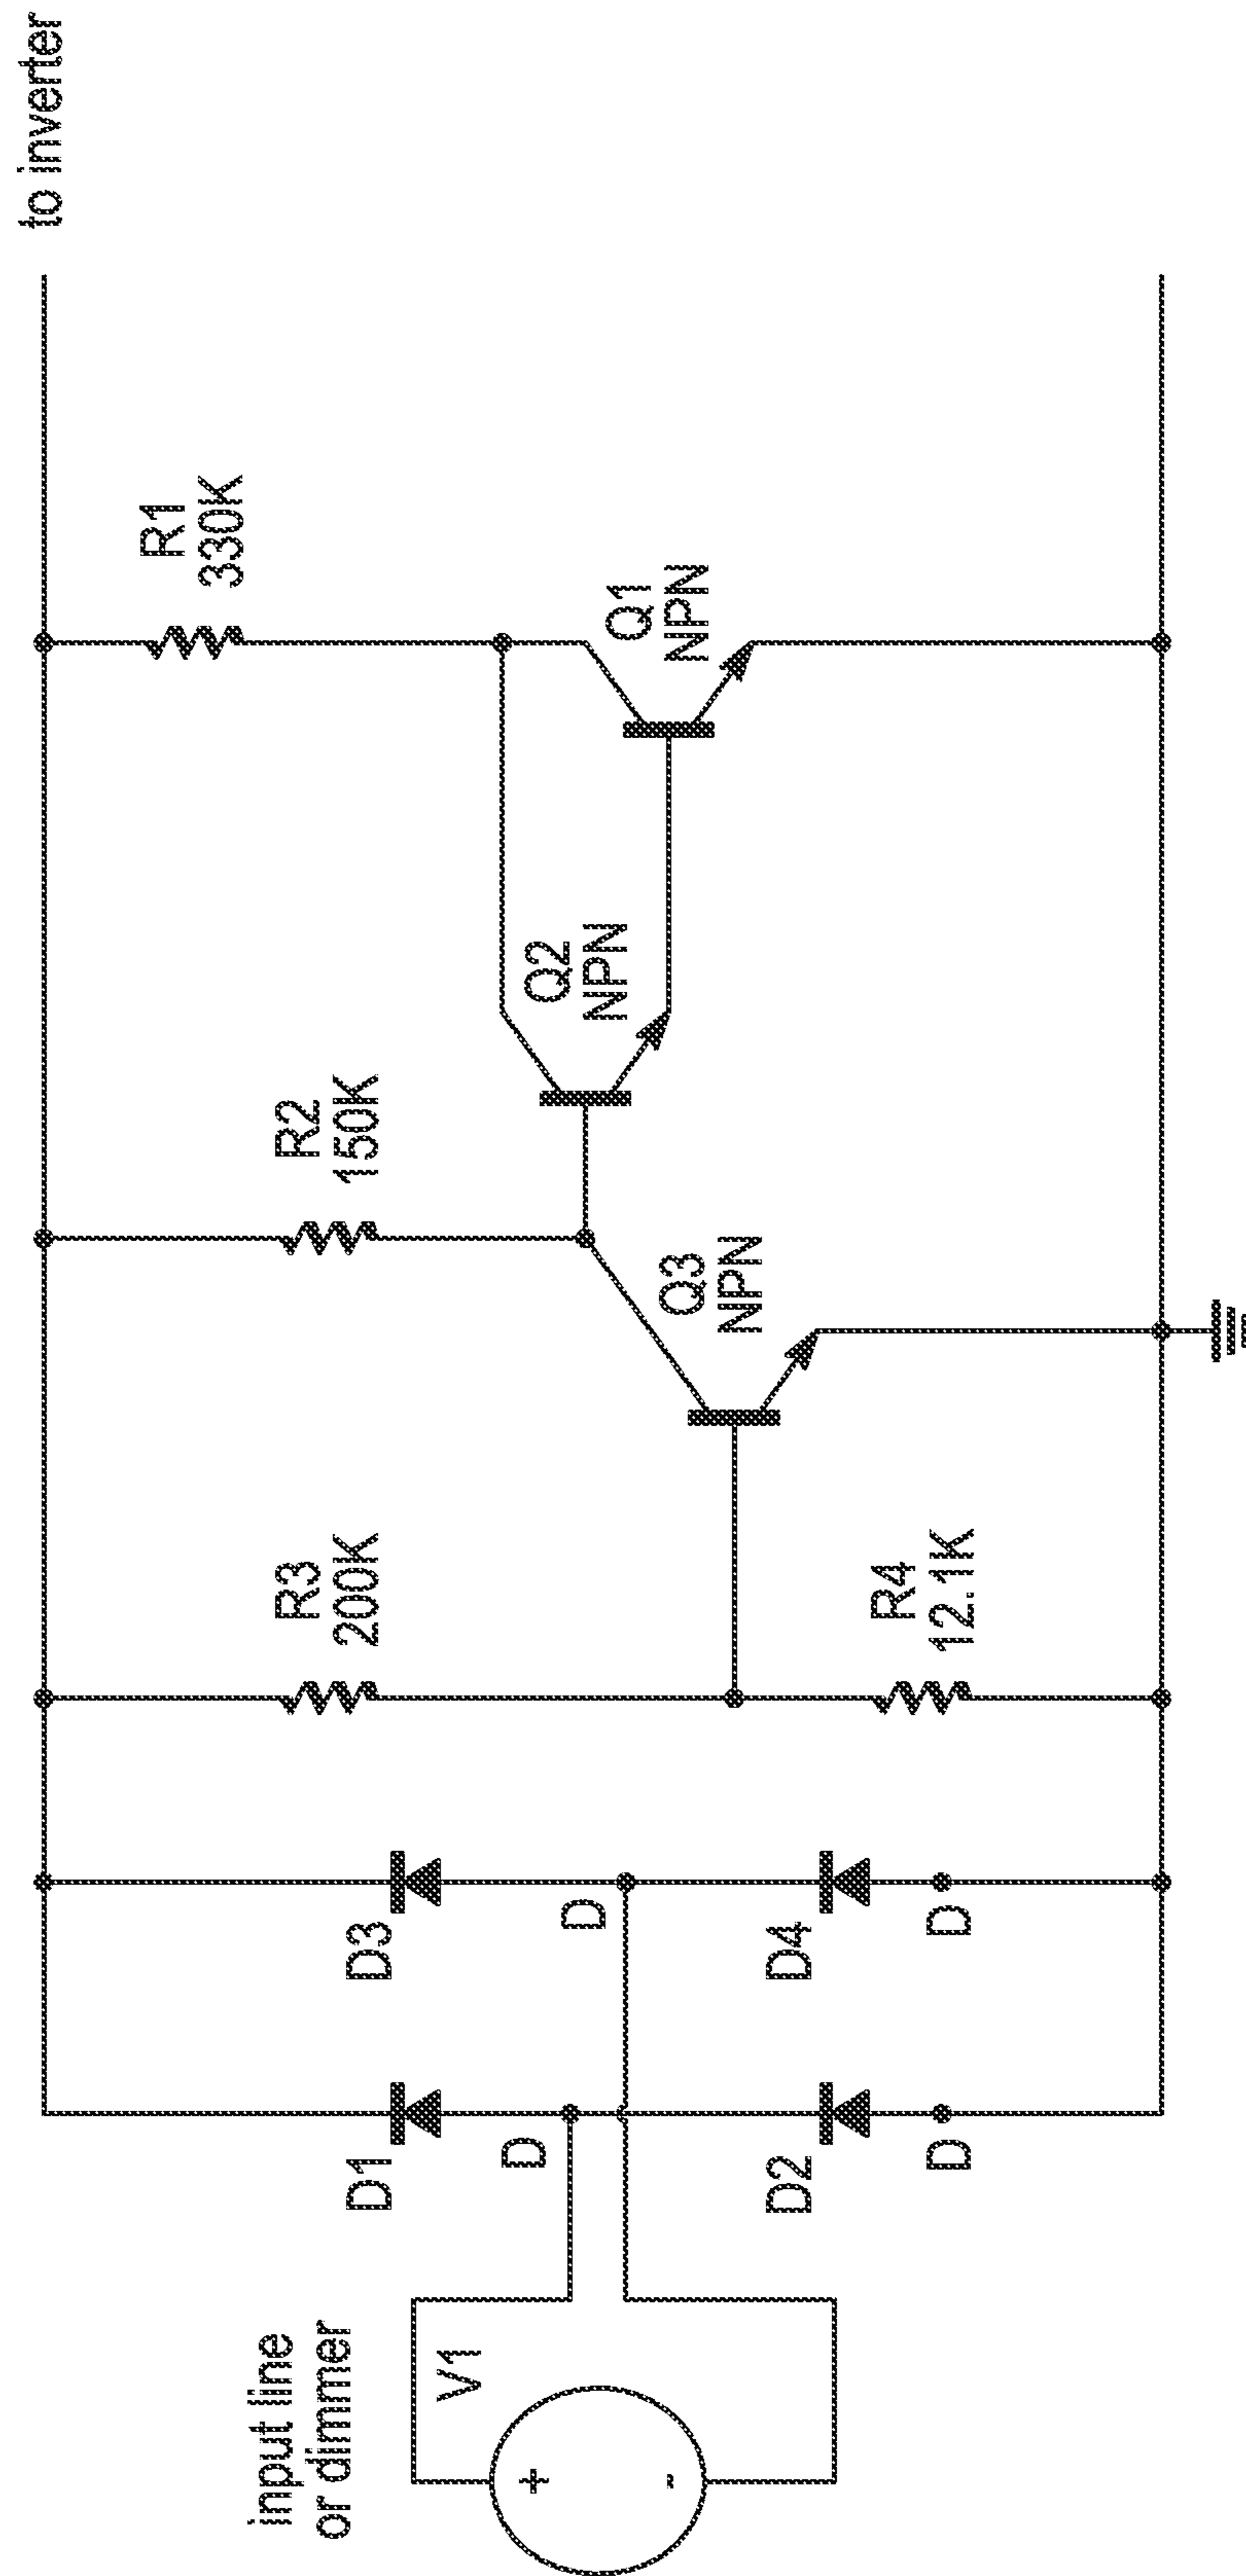 input line
or dimmer
V1
+
-
D1
D
D2
D
D3
D
D4
D
R3
200K
R4
12.1K
R2
150K
Q3
NPN
Q2
NPN
Q1
NPN
R1
330K
to inverter